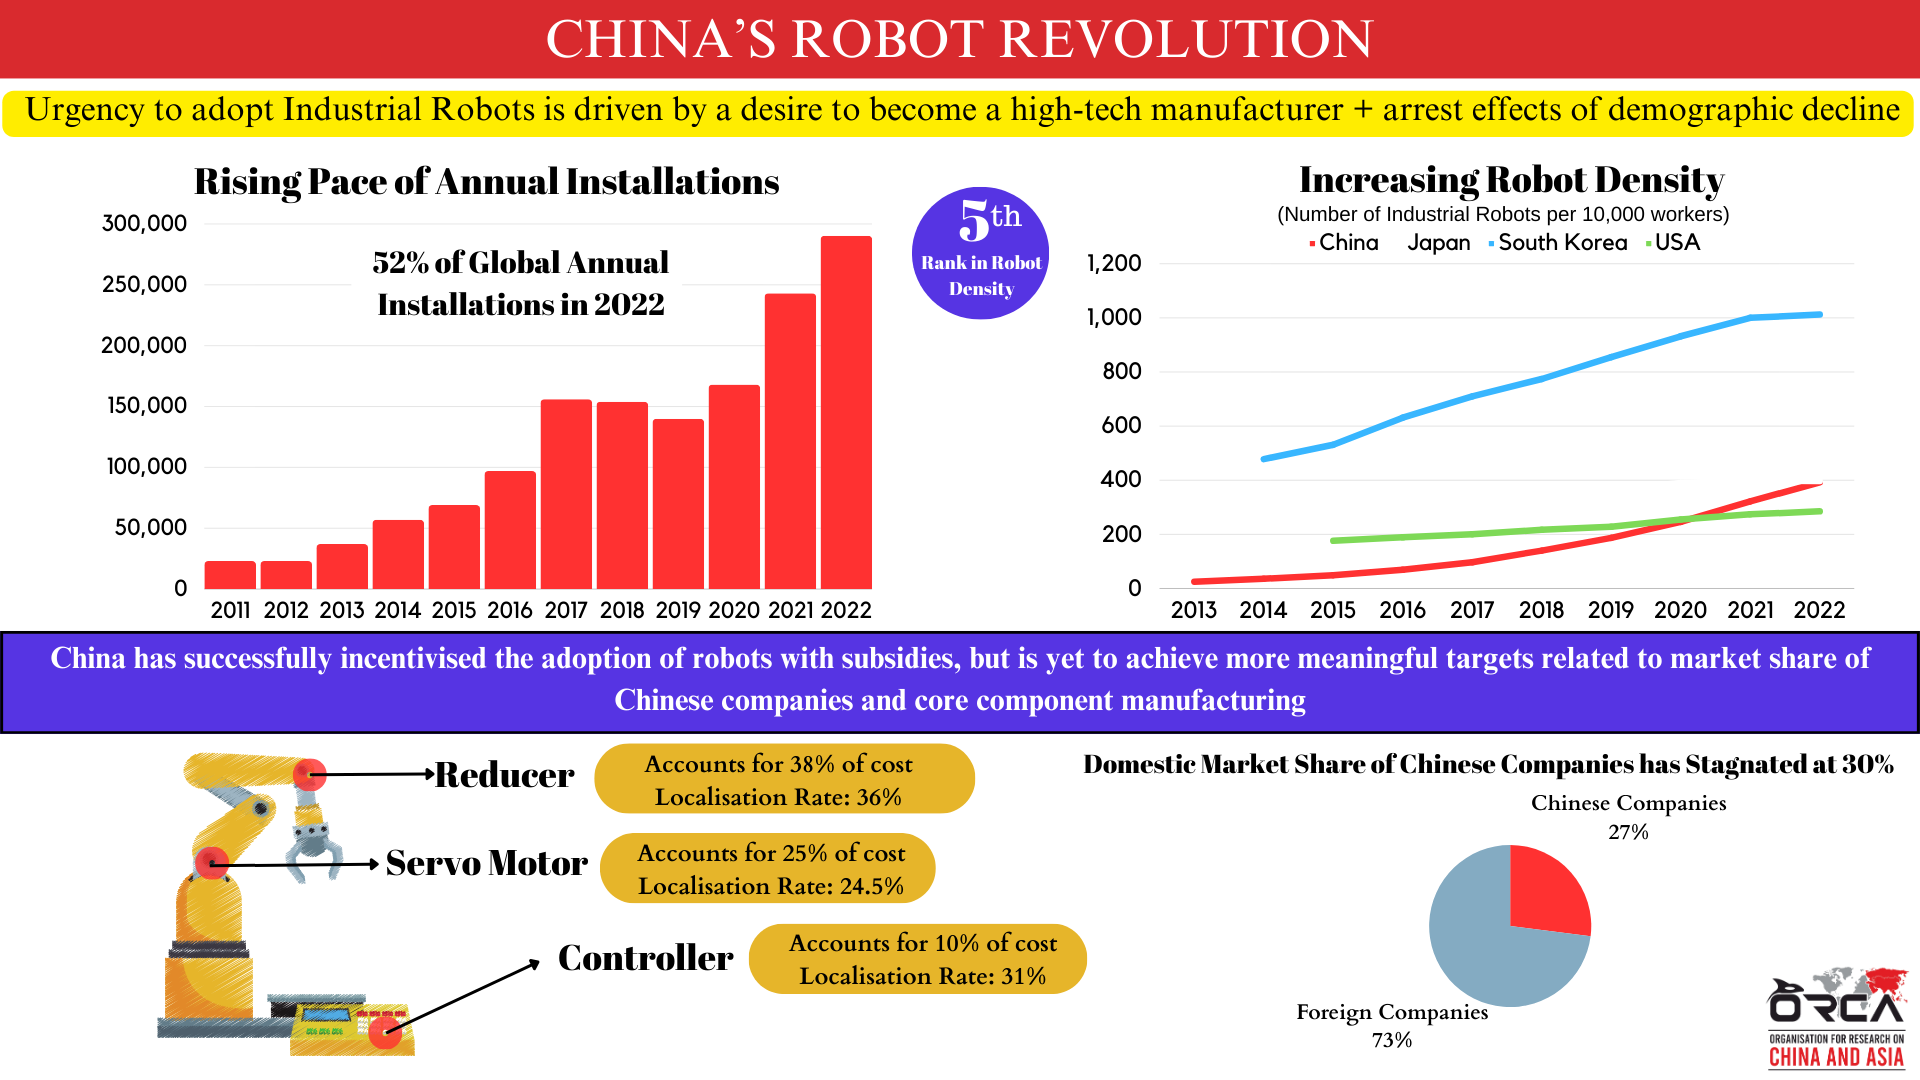 CHINA'S ROBOT REVOLUTION
Urgency to adopt Industrial Robots is driven by a desire to become a high-tech manufacturer + arrest effects of demographic decline
Rising Pace of Annual Installations
300,000
250,000
200,000
150,000
100,000
50,000
0
52% of Global Annual
Installations in 2022
2011 2012 2013 2014 2015 2016 2017 2018 2019 2020 2021 2022
5th
Rank in Robot
Density
Increasing Robot Density
(Number of Industrial Robots per 10,000 workers)
China Japan South Korea USA
1,200
1,000
800
600
400
200
0
2013 2014 2015 2016 2017 2018 2019 2020 2021 2022
China has successfully incentivised the adoption of robots with subsidies, but is yet to achieve more meaningful targets related to market share of
Chinese companies and core component manufacturing
Reducer
Accounts for 38% of cost
Localisation Rate: 36%
Servo Motor
Accounts for 25% of cost
Localisation Rate: 24.5%
Controller
Accounts for 10% of cost
Localisation Rate: 31%
Domestic Market Share of Chinese Companies has Stagnated at 30%
Chinese Companies
27%
Foreign Companies
73%
ORCA
ORGANISATION FOR RESEARCH ON
CHINA AND ASIA